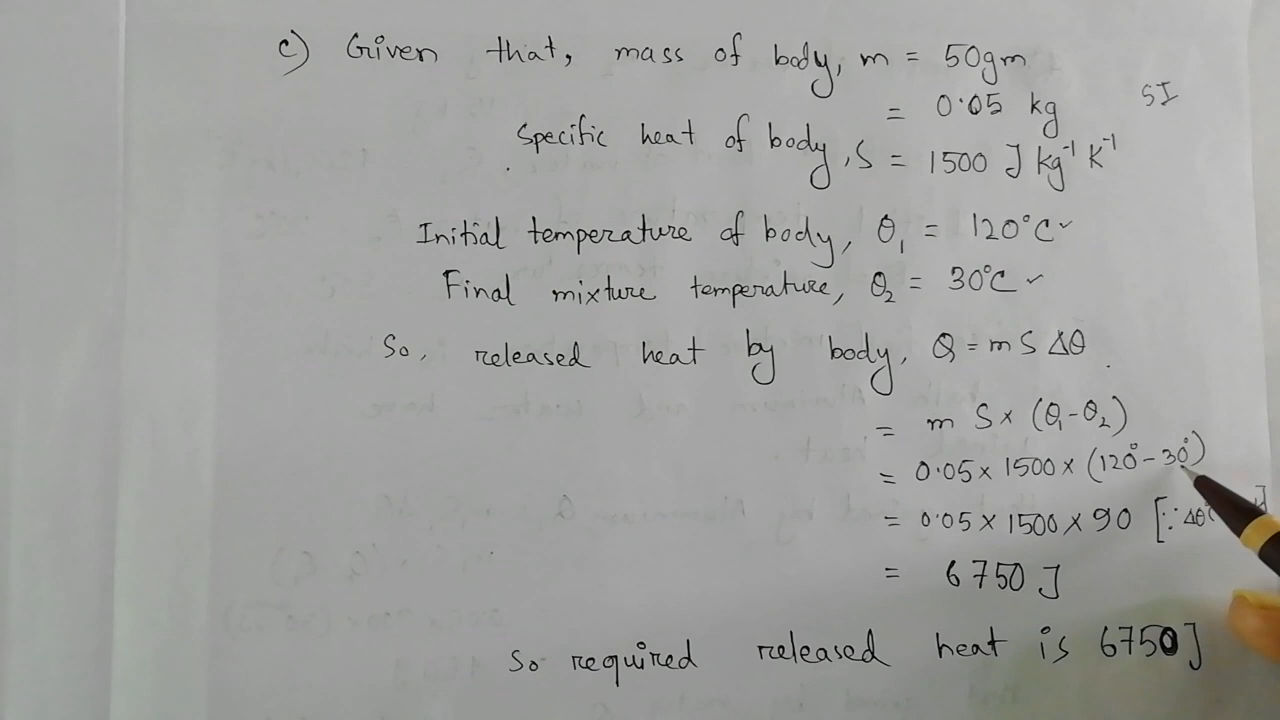 c) Given that, mass of body, m = 50gm
= 0.05 kg
SI
Specific heat of body, S = 1500 J kg⁻¹ K⁻¹
Initial temperature of body, θ₁ = 120°C ✓
Final mixture temperature, θ₂ = 30°C ✓
So, released heat by body, Q = m S Δθ
= m S × (θ₁ - θ₂)
= 0.05 × 1500 × (120° - 30°)
= 0.05 × 1500 × 90 [∵ Δθ
= 6750 J
So required released heat is 6750 J